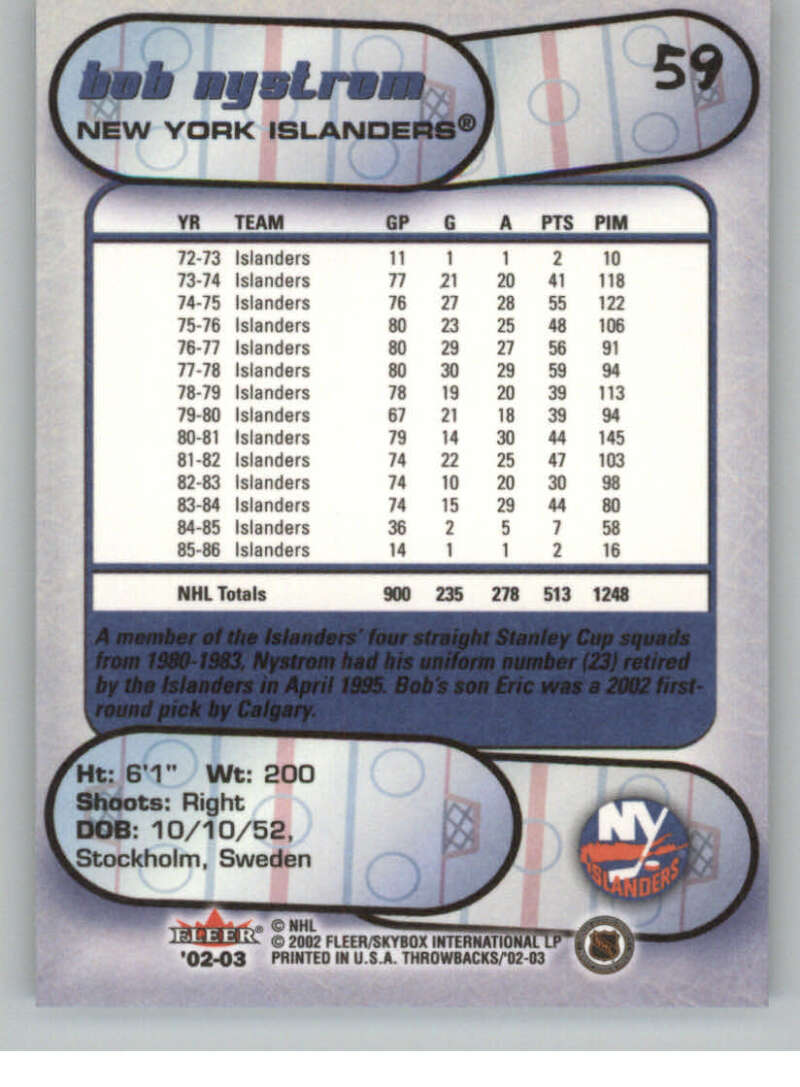 bob nystrom
NEW YORK ISLANDERS®
59
YR TEAM GP G A PTS PIM
72-73 Islanders 11 1 1 2 10
73-74 Islanders 77 21 20 41 118
74-75 Islanders 76 27 28 55 122
75-76 Islanders 80 23 25 48 106
76-77 Islanders 80 29 27 56 91
77-78 Islanders 80 30 29 59 94
78-79 Islanders 78 19 20 39 113
79-80 Islanders 67 21 18 39 94
80-81 Islanders 79 14 30 44 145
81-82 Islanders 74 22 25 47 103
82-83 Islanders 74 10 20 30 98
83-84 Islanders 74 15 29 44 80
84-85 Islanders 36 2 5 7 58
85-86 Islanders 14 1 1 2 16
NHL Totals 900 235 278 513 1248
A member of the Islanders' four straight Stanley Cup squads
from 1980-1983, Nystrom had his uniform number (23) retired
by the Islanders in April 1995. Bob's son Eric was a 2002 first-
round pick by Calgary.
Ht: 6'1" Wt: 200
Shoots: Right
DOB: 10/10/52,
Stockholm, Sweden
NY
ISLANDERS
FLEER®
'02-03
© NHL
© 2002 FLEER/SKYBOX INTERNATIONAL LP
PRINTED IN U.S.A. THROWBACKS/'02-03
NHL